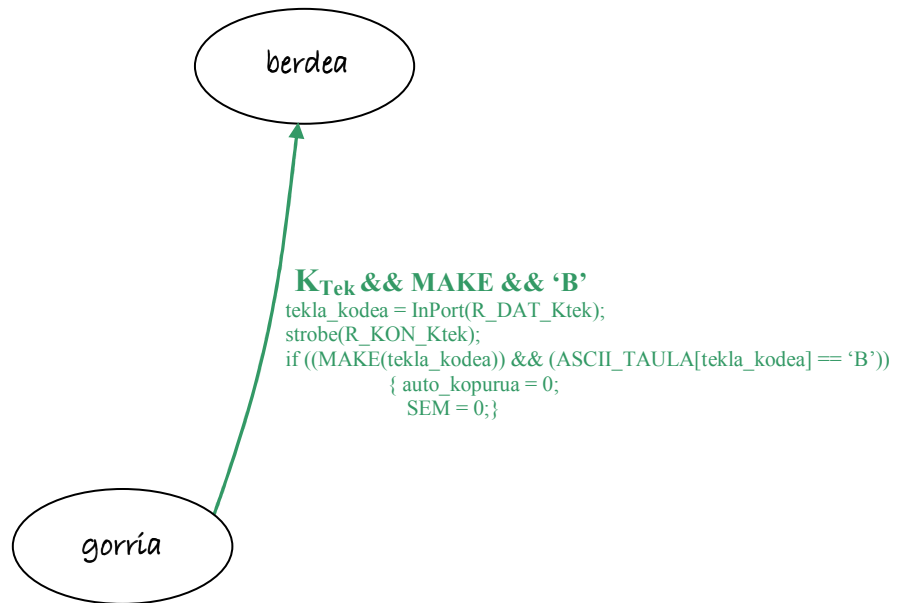 berdea
KTek && MAKE && ‘B’
tekla_kodea = InPort(R_DAT_Ktek);
strobe(R_KON_Ktek);
if ((MAKE(tekla_kodea)) && (ASCII_TAULA[tekla_kodea] == ‘B’))
{ auto_kopurua = 0;
SEM = 0;}
gorria